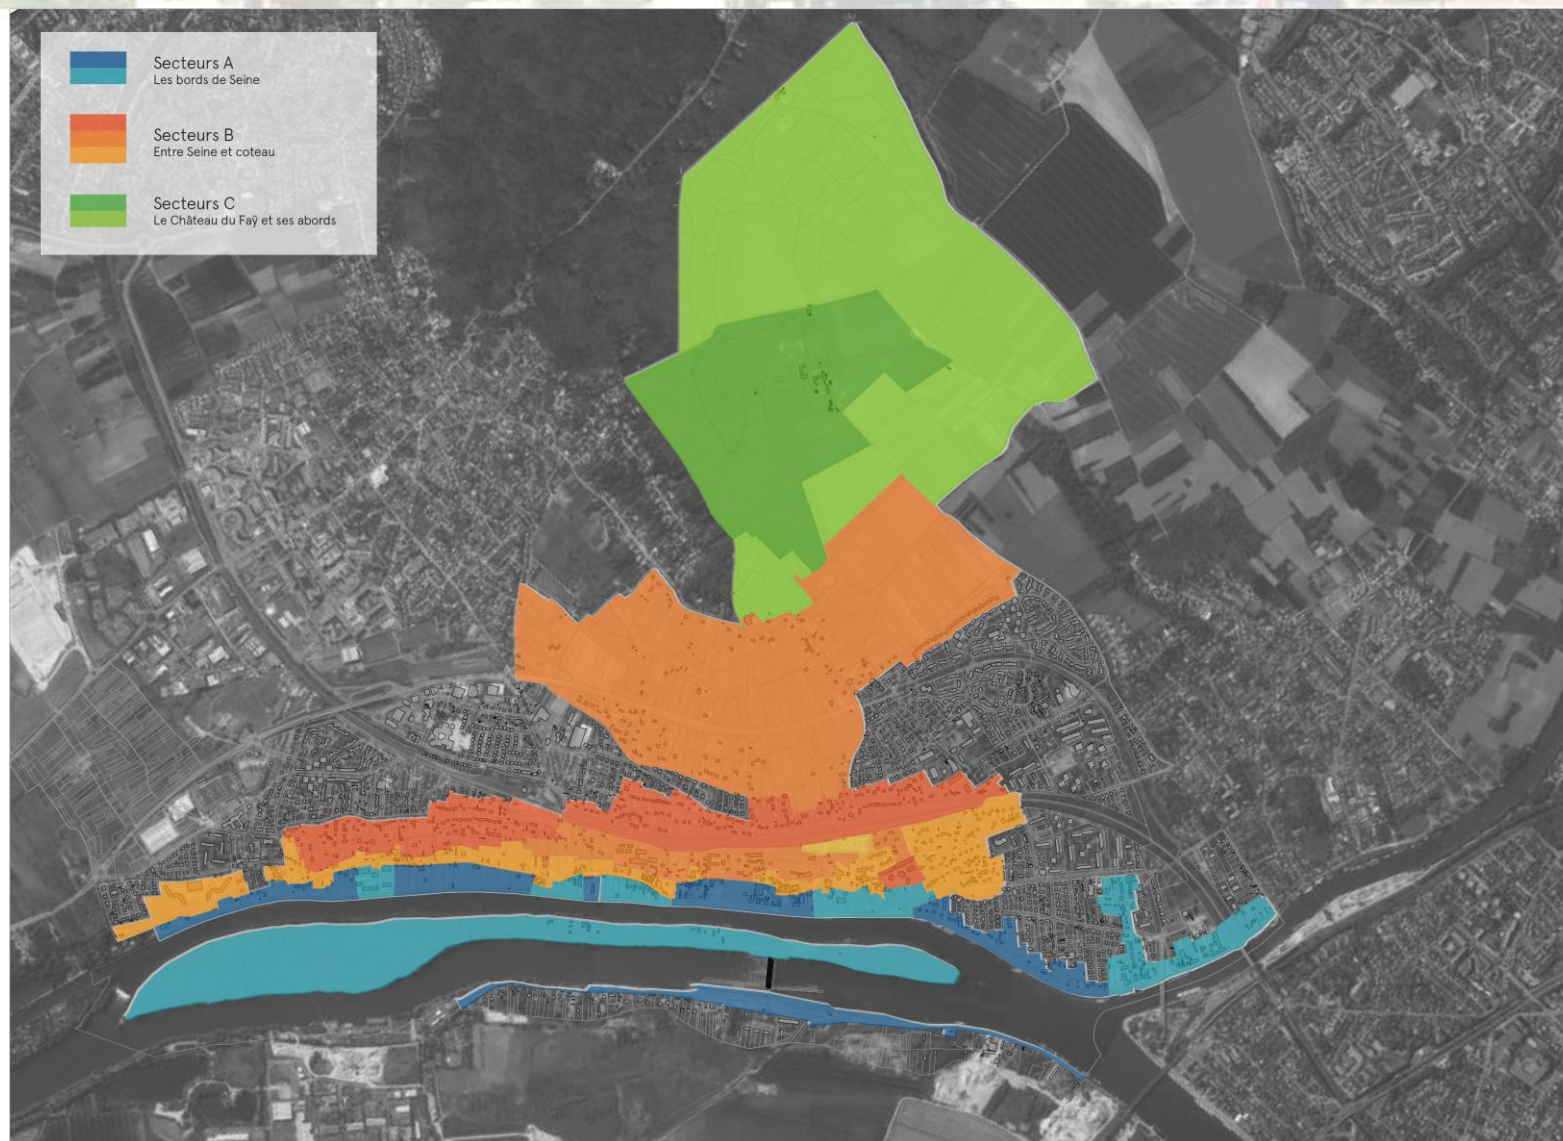 Secteurs A
Les bords de Seine
Secteurs B
Entre Seine et coteau
Secteurs C
Le Château du Faÿ et ses abords